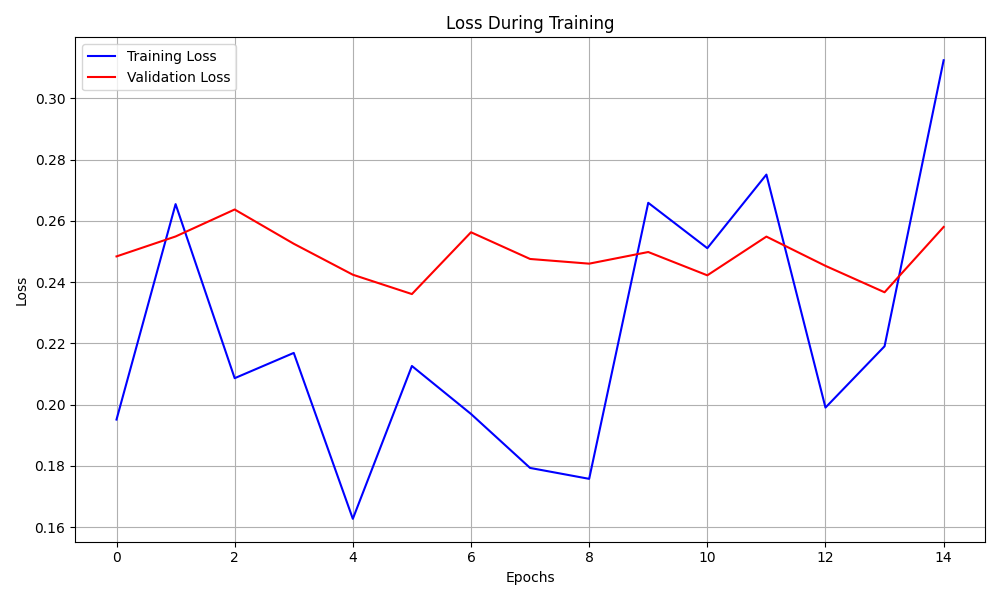 Loss During Training
Training Loss
Validation Loss
Loss
0.30
0.28
0.26
0.24
0.22
0.20
0.18
0.16
0 2 4 6 8 10 12 14
Epochs